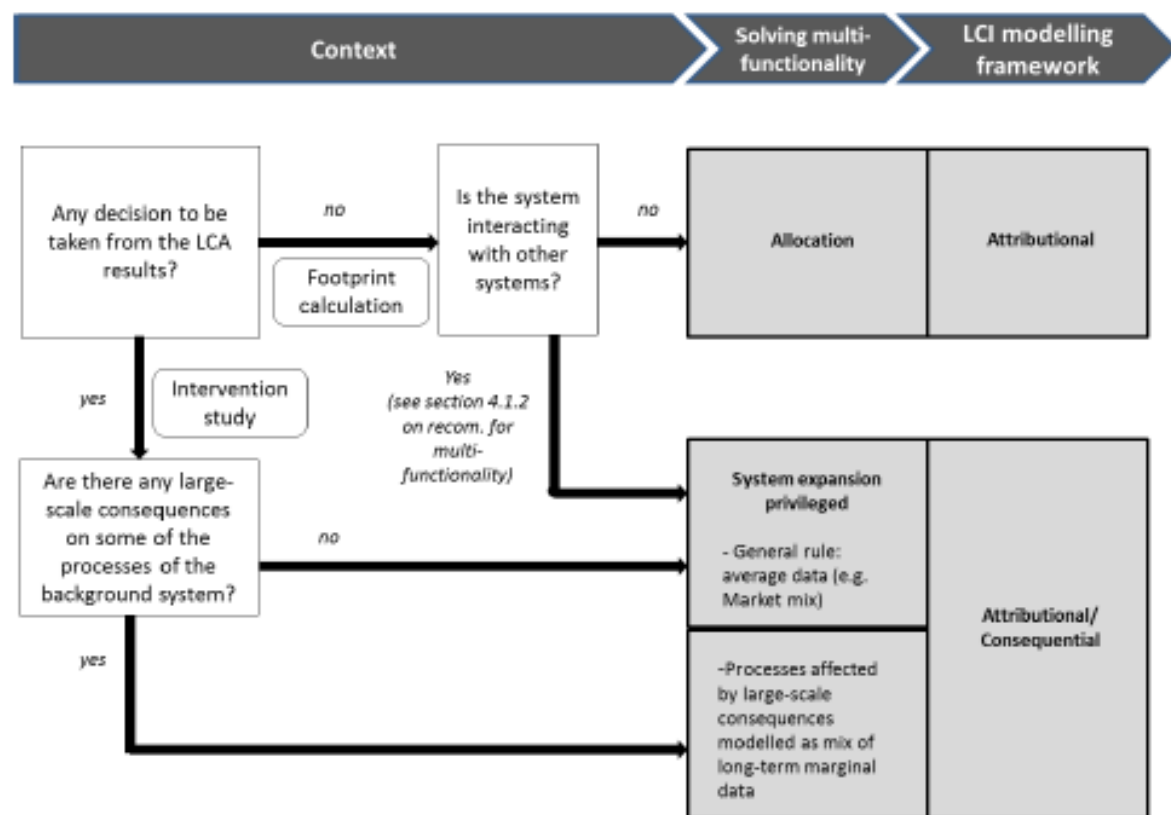 Context
Solving multi-
functionality
LCI modelling
framework
Any decision to be
taken from the LCA
results?
no
Footprint
calculation
Is the system
interacting
with other
systems?
no
Allocation
Attributional
yes
Intervention
study
Yes
(see section 4.1.2
on recom. for
multi-
functionality)
Are there any large-
scale consequences
on some of the
processes of the
background system?
no
yes
System expansion
privileged
- General rule:
average data (e.g.
Market mix)
-Processes affected
by large-scale
consequences
modelled as mix of
long-term marginal
data
Attributional/
Consequential